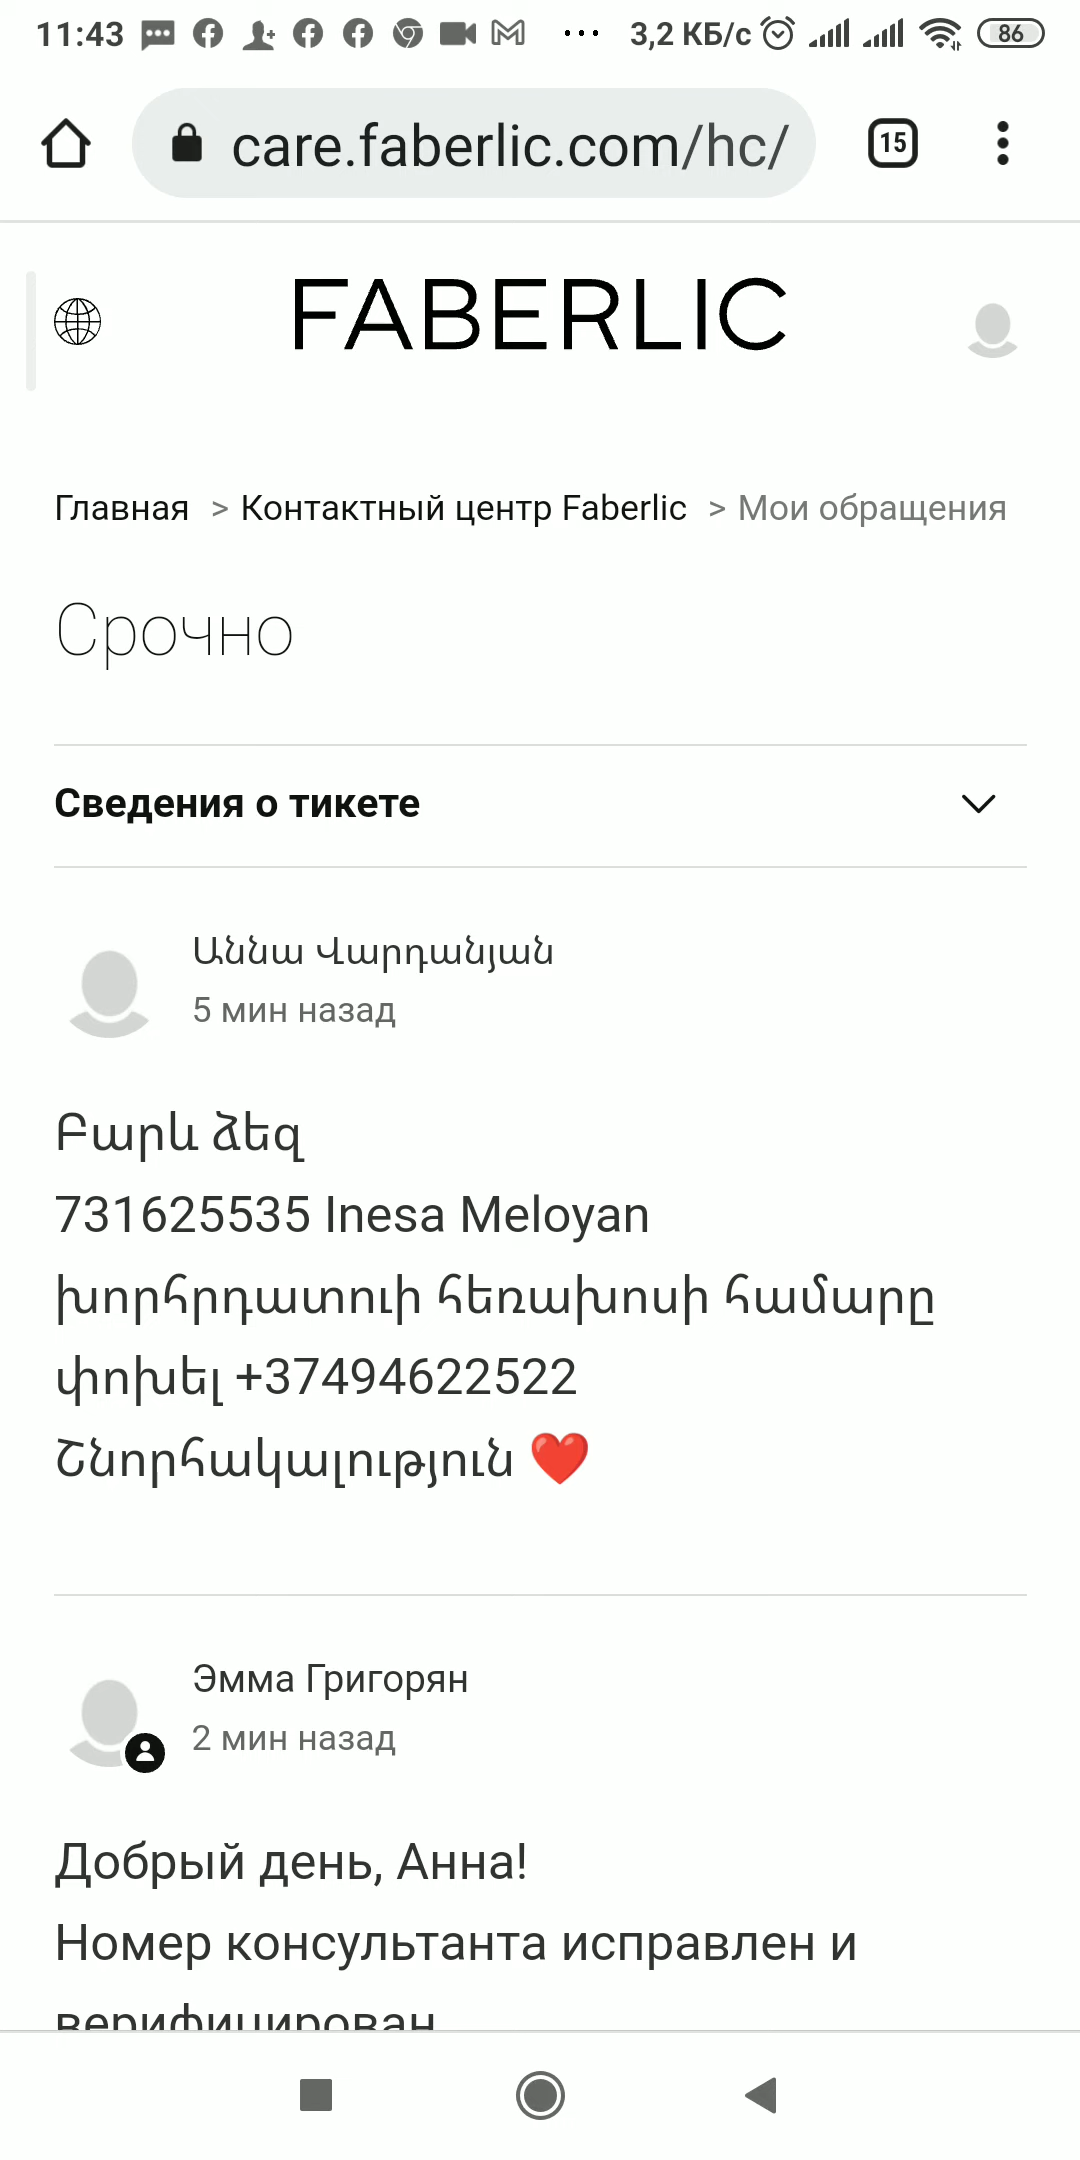 11:43 ... 3,2 КБ/с 86
care.faberlic.com/hc/ 15
FABERLIC
Главная > Контактный центр Faberlic > Мои обращения
Срочно
Сведения о тикете
Աննա Վարդանյան
5 мин назад
Բարև ձեզ
731625535 Inesa Meloyan
խորհրդատուի հեռախոսի համարը
փոխել +37494622522
Շնորհակալություն ❤️
Эмма Григорян
2 мин назад
Добрый день, Анна!
Номер консультанта исправлен и
верифицирован